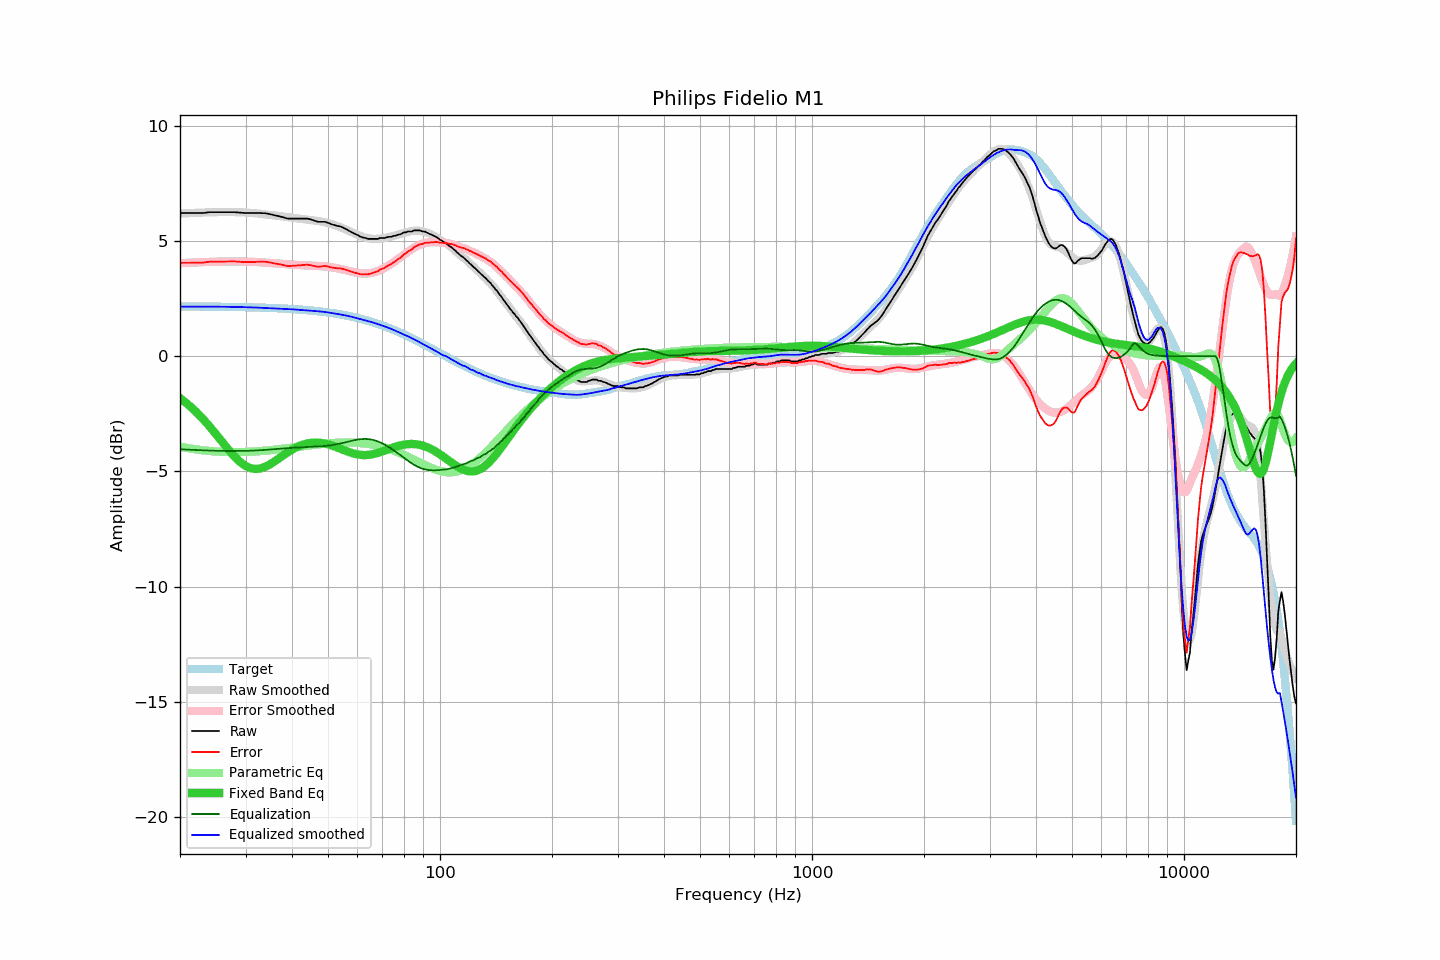 Philips Fidelio M1
Amplitude (dBr)
10
5
0
−5
−10
−15
−20
Target
Raw Smoothed
Error Smoothed
Raw
Error
Parametric Eq
Fixed Band Eq
Equalization
Equalized smoothed
100
1000
10000
Frequency (Hz)